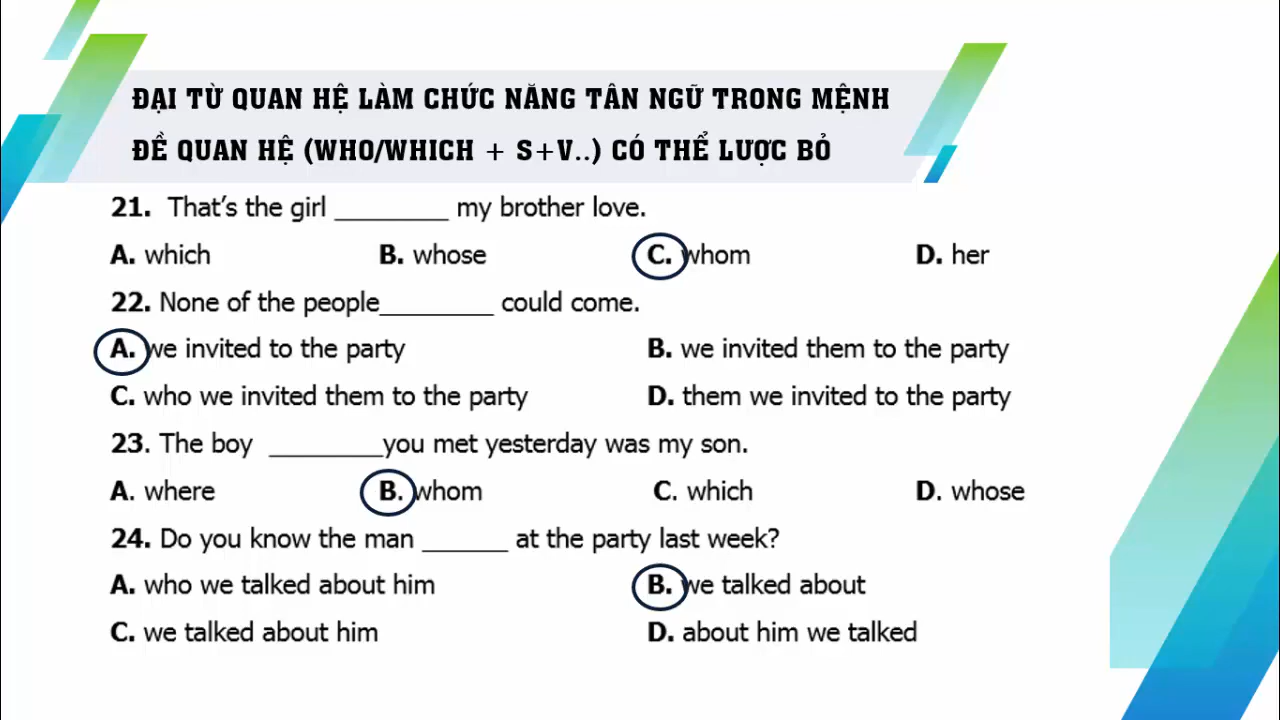 ĐẠI TỪ QUAN HỆ LÀM CHỨC NĂNG TÂN NGỮ TRONG MỆNH
ĐỀ QUAN HỆ (WHO/WHICH + S+V..) CÓ THỂ LƯỢC BỎ
21. That's the girl ________ my brother love.
A. which B. whose C. whom D. her
22. None of the people________ could come.
A. we invited to the party B. we invited them to the party
C. who we invited them to the party D. them we invited to the party
23. The boy ________you met yesterday was my son.
A. where B. whom C. which D. whose
24. Do you know the man ______ at the party last week?
A. who we talked about him B. we talked about
C. we talked about him D. about him we talked